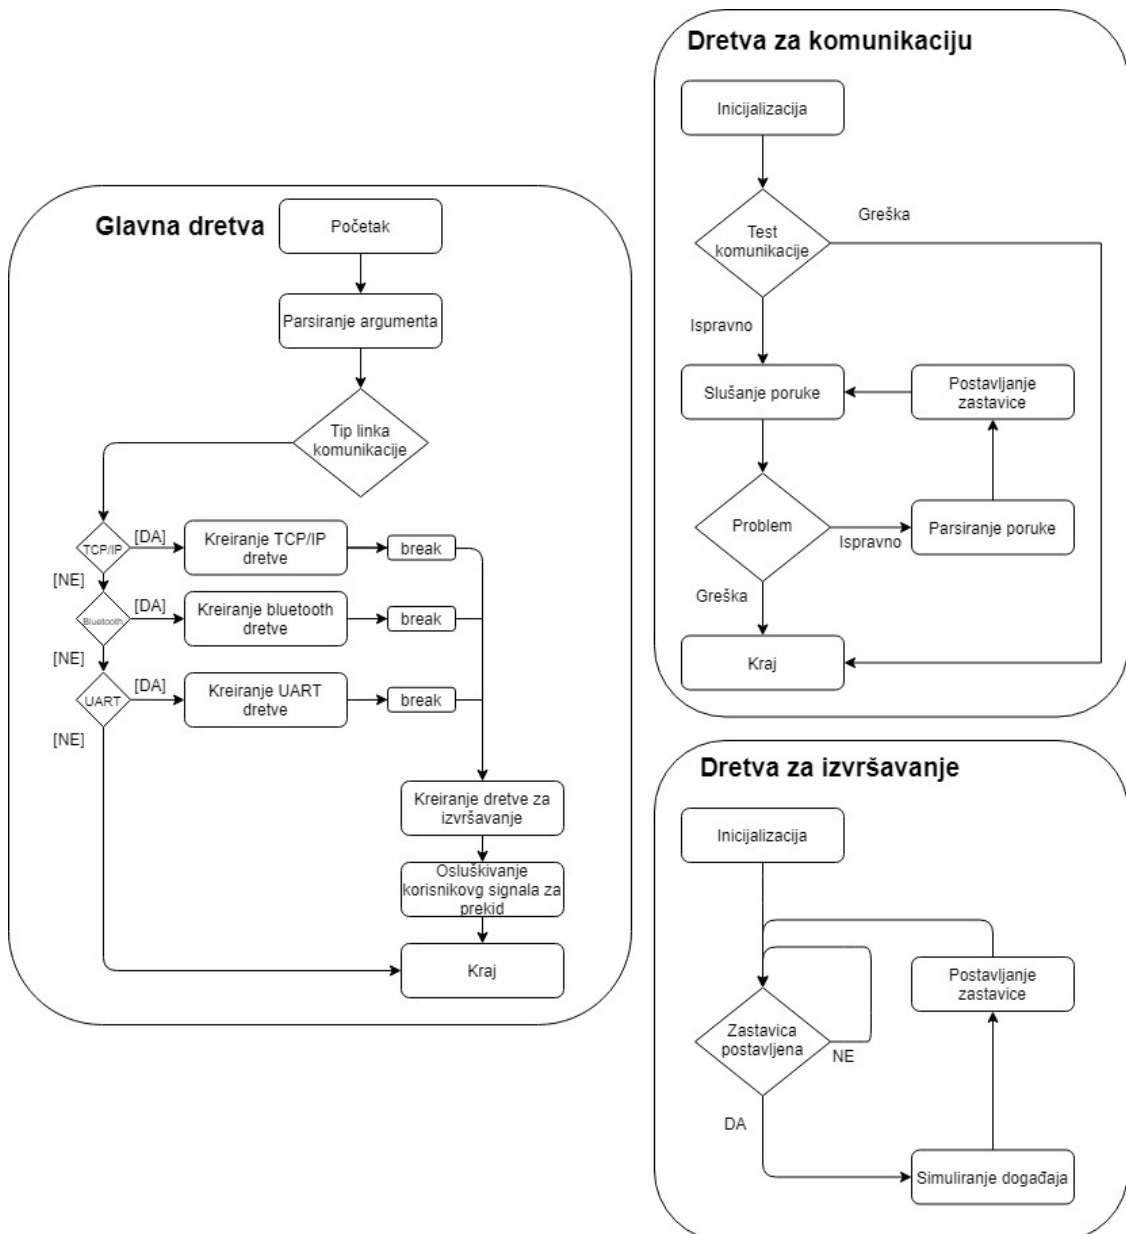 Glavna dretva
Početak
Parsiranje argumenta
Tip linka
komunikacije
TCP/IP
[DA]
Kreiranje TCP/IP
dretve
break
[NE]
Bluetooth
[DA]
Kreiranje bluetooth
dretve
break
[NE]
UART
[DA]
Kreiranje UART
dretve
break
[NE]
Kreiranje dretve za
izvršavanje
Osluškivanje
korisnikovg signala za
prekid
Kraj
Dretva za komunikaciju
Inicijalizacija
Test
komunikacije
Greška
Ispravno
Slušanje poruke
Postavljanje
zastavice
Problem
Ispravno
Parsiranje poruke
Greška
Kraj
Dretva za izvršavanje
Inicijalizacija
Postavljanje
zastavice
Zastavica
postavljena
NE
DA
Simuliranje događaja